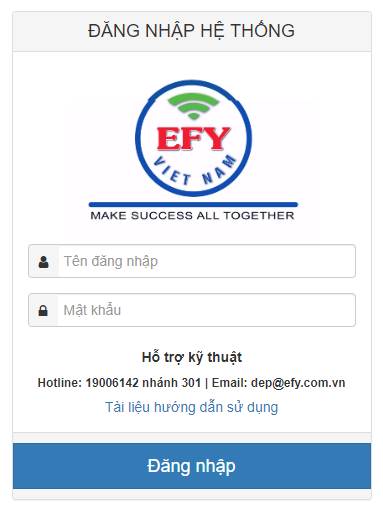 ĐĂNG NHẬP HỆ THỐNG
EFY
VIET NAM
MAKE SUCCESS ALL TOGETHER
Tên đăng nhập
Mật khẩu
Hỗ trợ kỹ thuật
Hotline: 19006142 nhánh 301 | Email: dep@efy.com.vn
Tài liệu hướng dẫn sử dụng
Đăng nhập